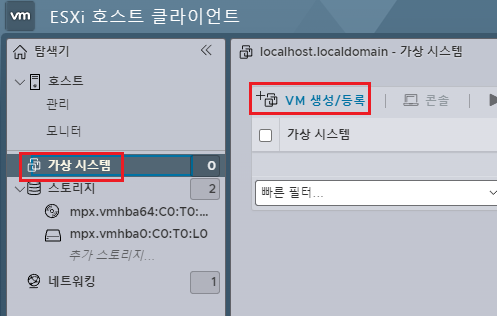 vm ESXi 호스트 클라이언트
탐색기
localhost.localdomain - 가상 시스템
호스트
관리
모니터
VM 생성/등록
콘솔
가상 시스템
가상 시스템 0
스토리지 2
빠른 필터...
mpx.vmhba64:C0:T0:...
mpx.vmhba0:C0:T0:L0
추가 스토리지...
네트워킹 1